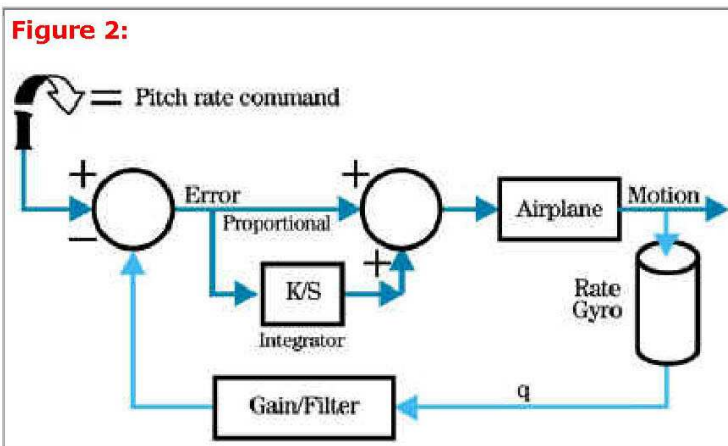 Figure 2:
= Pitch rate command
+
−
Error
Proportional
+
+
K/S
Integrator
Airplane
Motion
Rate
Gyro
q
Gain/Filter